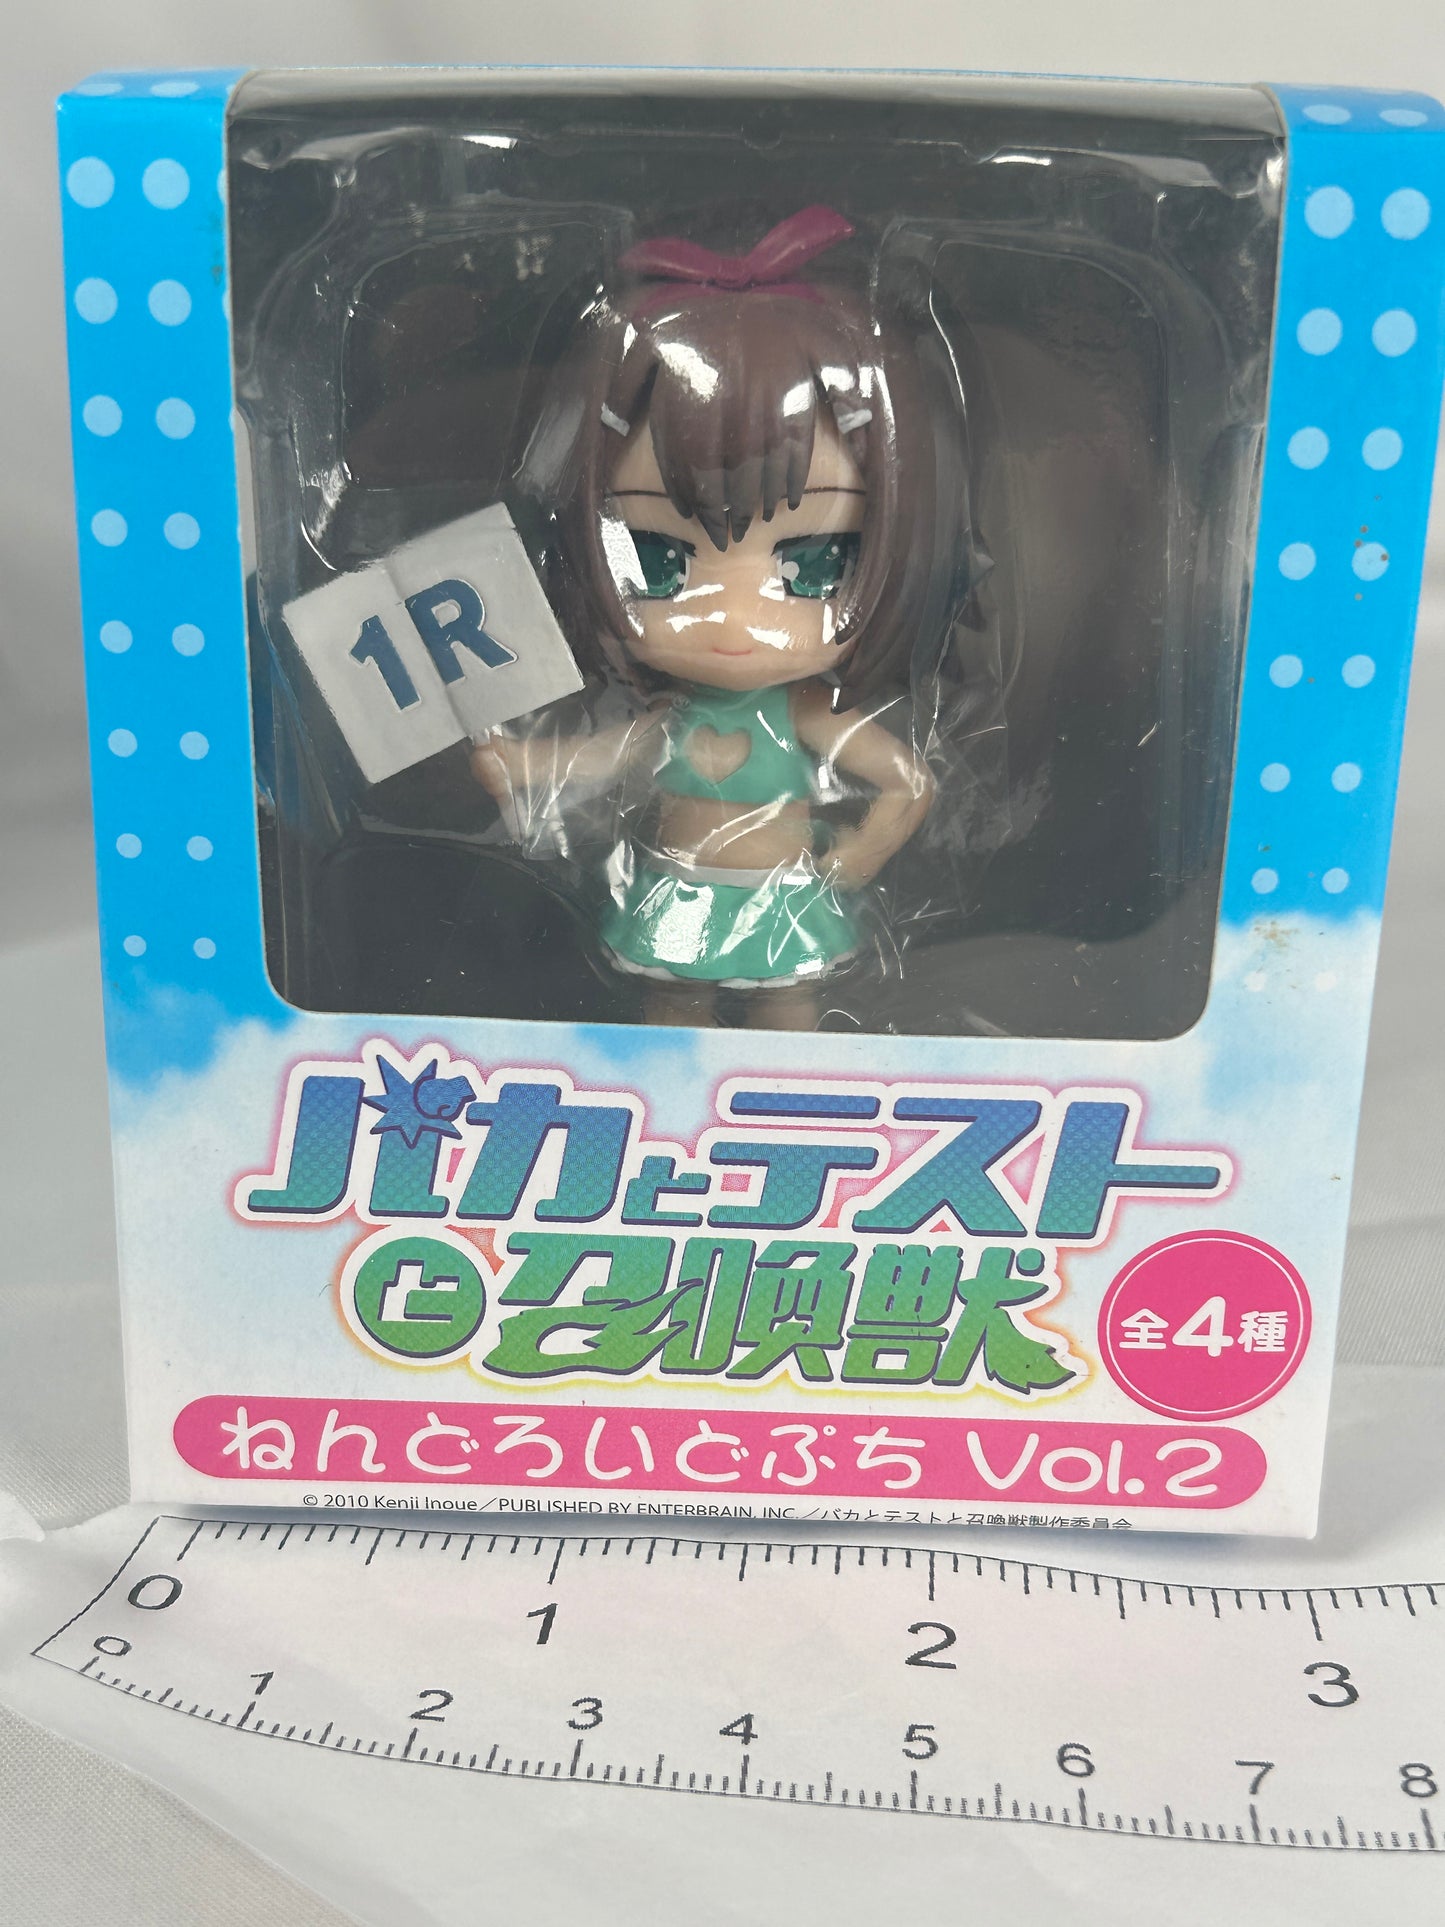 1R
バカとテスト
と召喚獣
全4種
ねんどろいどぷち Vol.2
© 2010 Kenji Inoue／PUBLISHED BY ENTERBRAIN, INC.／バカとテストと召喚獣製作委員会
0 1 2 3
0 1 2 3 4 5 6 7 8